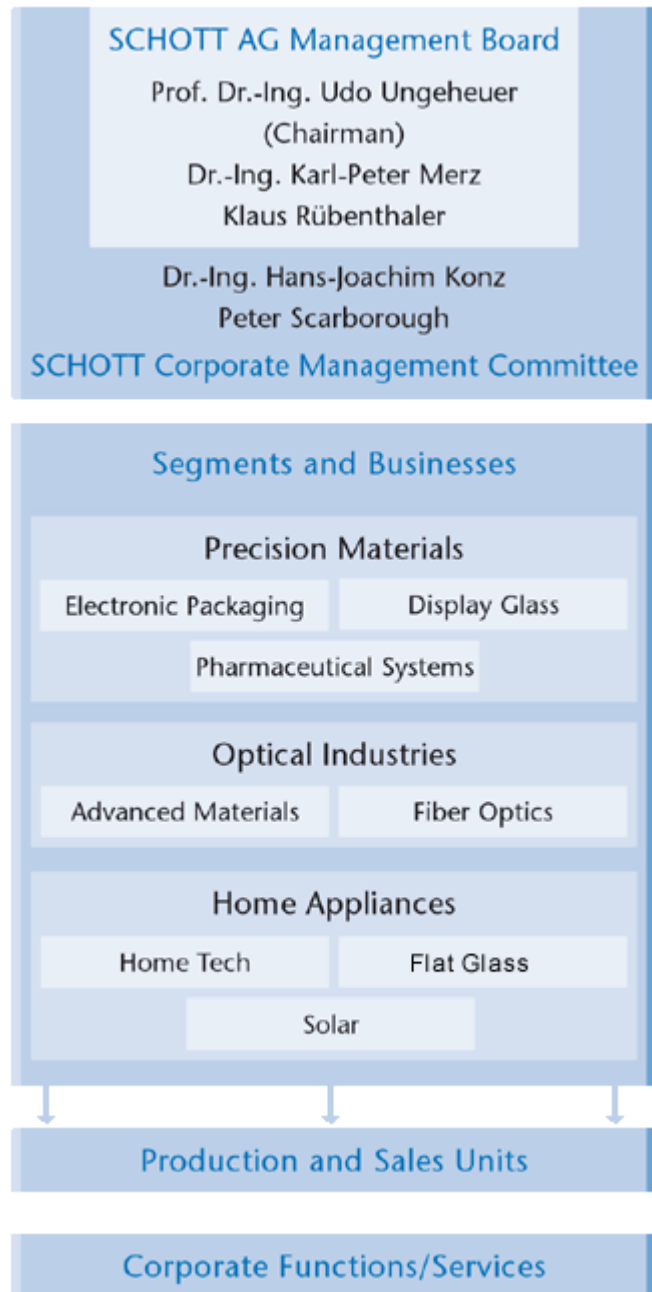 SCHOTT AG Management Board
Prof. Dr.-Ing. Udo Ungeheuer
(Chairman)
Dr.-Ing. Karl-Peter Merz
Klaus Rübenthaler
Dr.-Ing. Hans-Joachim Konz
Peter Scarborough
SCHOTT Corporate Management Committee
Segments and Businesses
Precision Materials
Electronic Packaging
Display Glass
Pharmaceutical Systems
Optical Industries
Advanced Materials
Fiber Optics
Home Appliances
Home Tech
Flat Glass
Solar
Production and Sales Units
Corporate Functions/Services